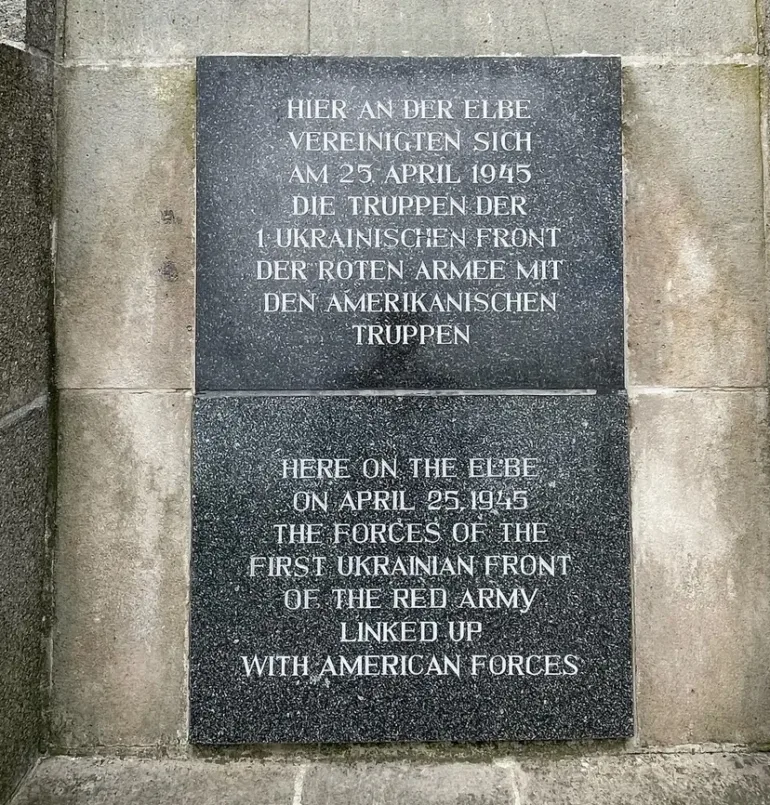 HIER AN DER ELBE
VEREINIGTEN SICH
AM 25 APRIL 1945
DIE TRUPPEN DER
1. UKRAINISCHEN FRONT
DER ROTEN ARMEE MIT
DEN AMERIKANISCHEN
TRUPPEN
HERE ON THE ELBE
ON APRIL 25, 1945
THE FORCES OF THE
FIRST UKRAINIAN FRONT
OF THE RED ARMY
LINKED UP
WITH AMERICAN FORCES